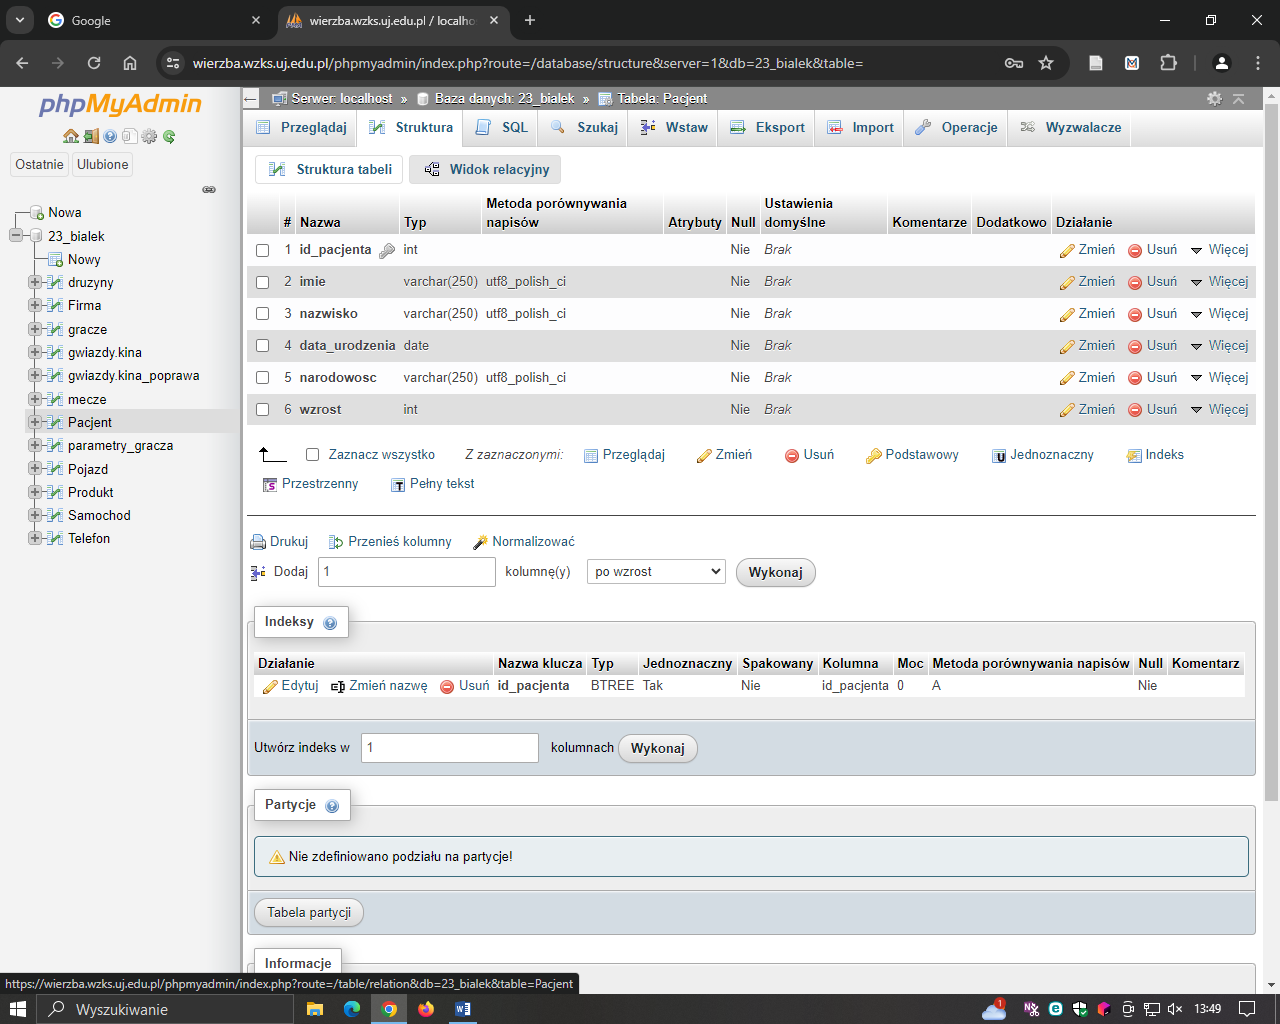 Google
wierzba.wzks.uj.edu.pl / localho
wierzba.wzks.uj.edu.pl/phpmyadmin/index.php?route=/database/structure&server=1&db=23_bialek&table=
phpMyAdmin
Ostatnie Ulubione
Nowa
23_bialek
Nowy
druzyny
Firma
gracze
gwiazdy.kina
gwiazdy.kina_poprawa
mecze
Pacjent
parametry_gracza
Pojazd
Produkt
Samochod
Telefon
Serwer: localhost » Baza danych: 23_bialek » Tabela: Pacjent
Przeglądaj Struktura SQL Szukaj Wstaw Eksport Import Operacje Wyzwalacze
Struktura tabeli Widok relacyjny
# Nazwa Typ Metoda porównywania napisów Atrybuty Null Ustawienia domyślne Komentarze Dodatkowo Działanie
1 id_pacjenta int Nie Brak Zmień Usuń Więcej
2 imie varchar(250) utf8_polish_ci Nie Brak Zmień Usuń Więcej
3 nazwisko varchar(250) utf8_polish_ci Nie Brak Zmień Usuń Więcej
4 data_urodzenia date Nie Brak Zmień Usuń Więcej
5 narodowosc varchar(250) utf8_polish_ci Nie Brak Zmień Usuń Więcej
6 wzrost int Nie Brak Zmień Usuń Więcej
Zaznacz wszystko Z zaznaczonymi: Przeglądaj Zmień Usuń Podstawowy Jednoznaczny Indeks
Przestrzenny Pełny tekst
Drukuj Przenieś kolumny Normalizować
Dodaj 1 kolumnę(y) po wzrost Wykonaj
Indeksy
Działanie Nazwa klucza Typ Jednoznaczny Spakowany Kolumna Moc Metoda porównywania napisów Null Komentarz
Edytuj Zmień nazwę Usuń id_pacjenta BTREE Tak Nie id_pacjenta 0 A Nie
Utwórz indeks w 1 kolumnach Wykonaj
Partycje
Nie zdefiniowano podziału na partycje!
Tabela partycji
Informacje
https://wierzba.wzks.uj.edu.pl/phpmyadmin/index.php?route=/table/relation&db=23_bialek&table=Pacjent
Wyszukiwanie
1
13:49